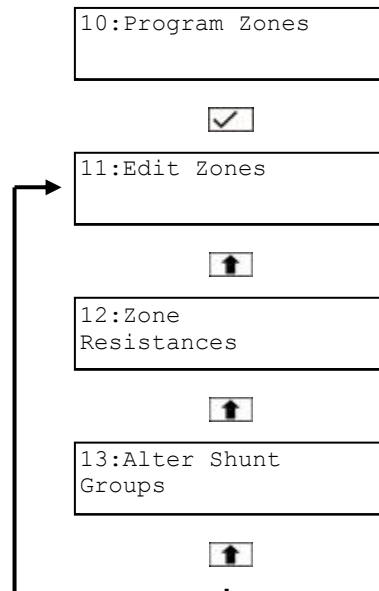 10:Program Zones
11:Edit Zones
12:Zone
Resistances
13:Alter Shunt
Groups